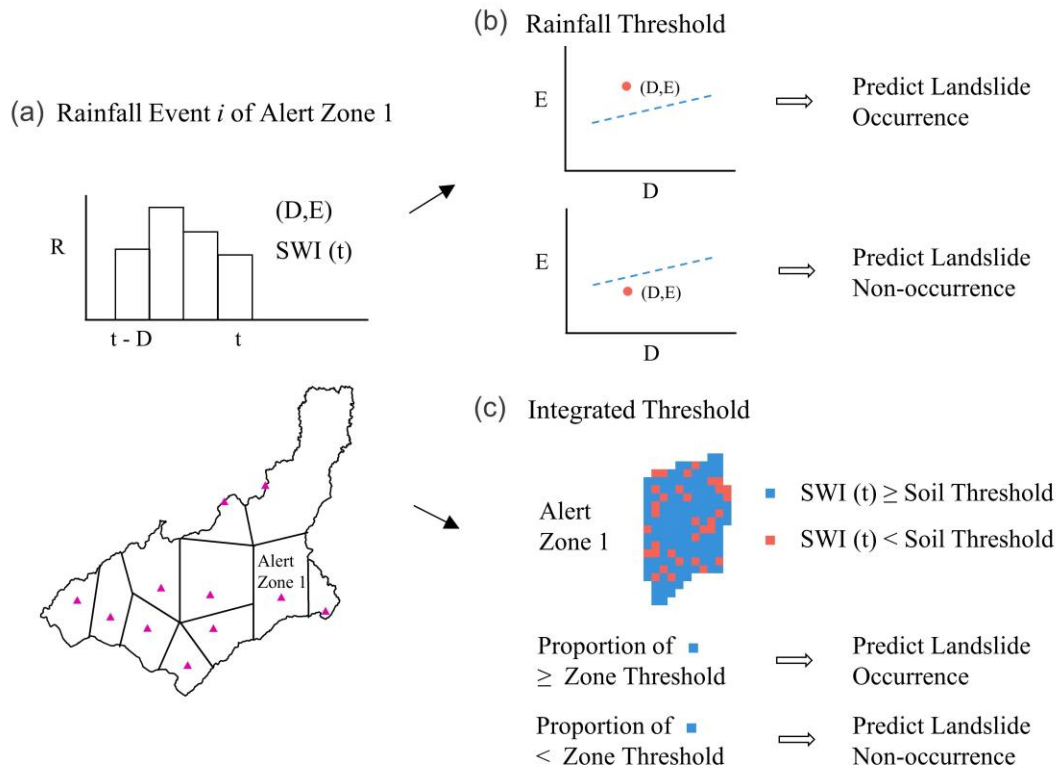 (a) Rainfall Event i of Alert Zone 1
R
(D,E)
SWI (t)
t - D
t
Alert
Zone 1
(b) Rainfall Threshold
E
(D,E)
D
Predict Landslide
Occurrence
E
(D,E)
D
Predict Landslide
Non-occurrence
(c) Integrated Threshold
Alert
Zone 1
SWI (t) ≥ Soil Threshold
SWI (t) < Soil Threshold
Proportion of
≥ Zone Threshold
Predict Landslide
Occurrence
Proportion of
< Zone Threshold
Predict Landslide
Non-occurrence